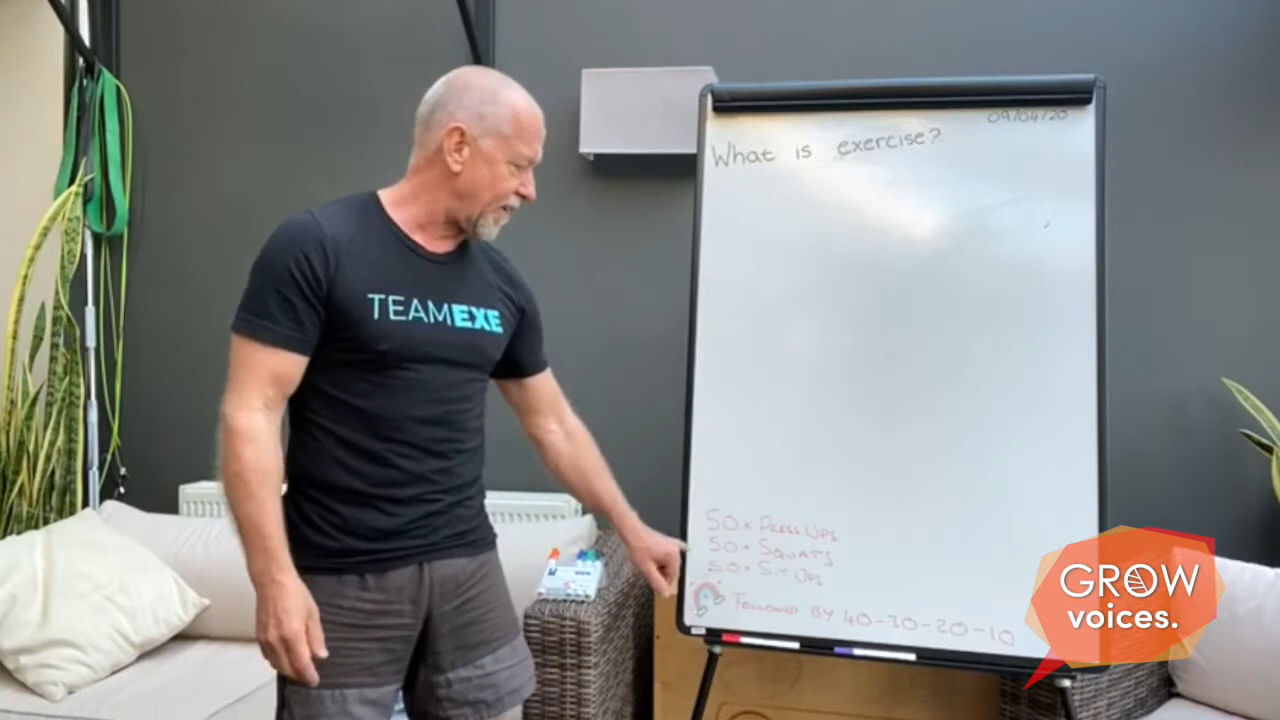 TEAMEXE
09/04/20
What is exercise?
50 x PRESS UPS
50 x SQUATS
50 x SIT UPS
FOLLOWED BY 40-30-20-10
GROW
voices.